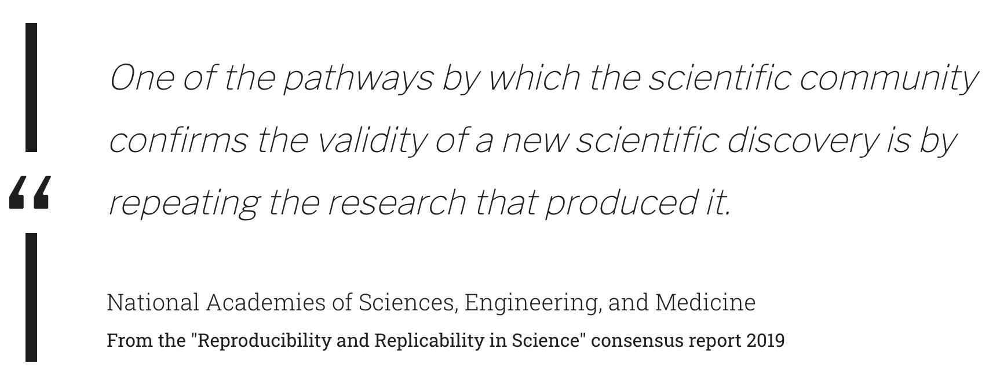 “
One of the pathways by which the scientific community
confirms the validity of a new scientific discovery is by
repeating the research that produced it.
National Academies of Sciences, Engineering, and Medicine
From the "Reproducibility and Replicability in Science" consensus report 2019